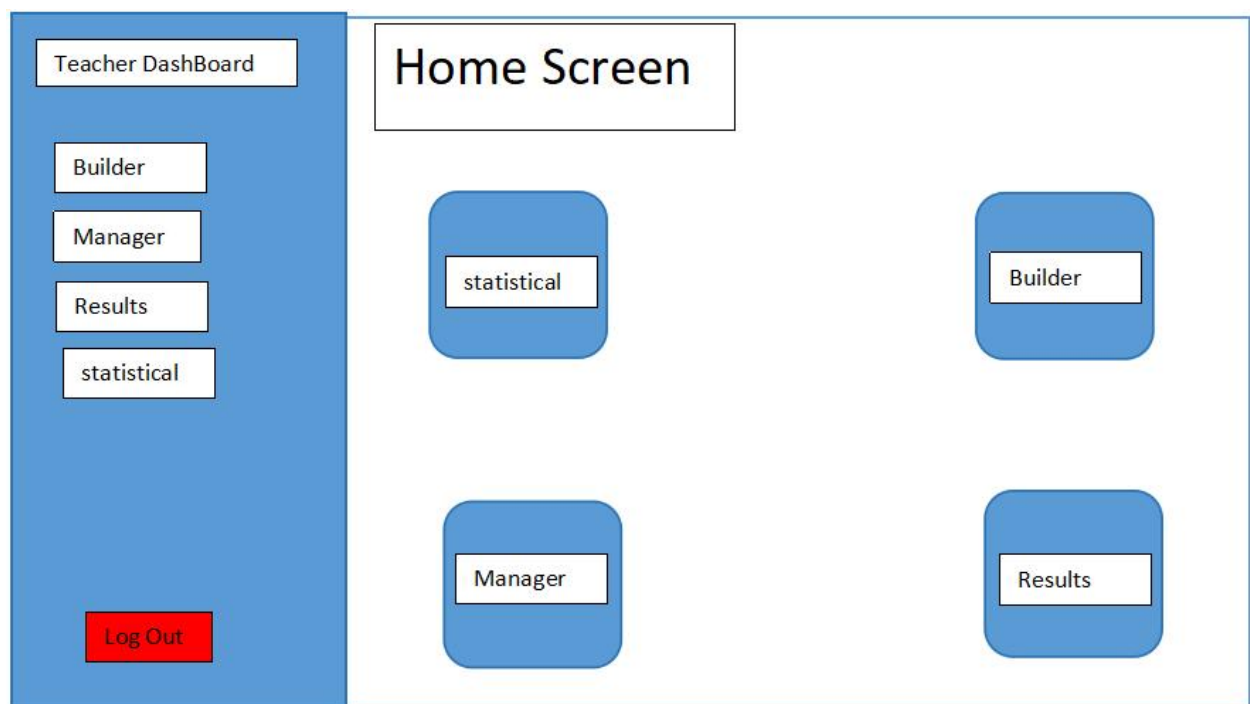 Teacher DashBoard
Builder
Manager
Results
statistical
Log Out
Home Screen
statistical
Builder
Manager
Results